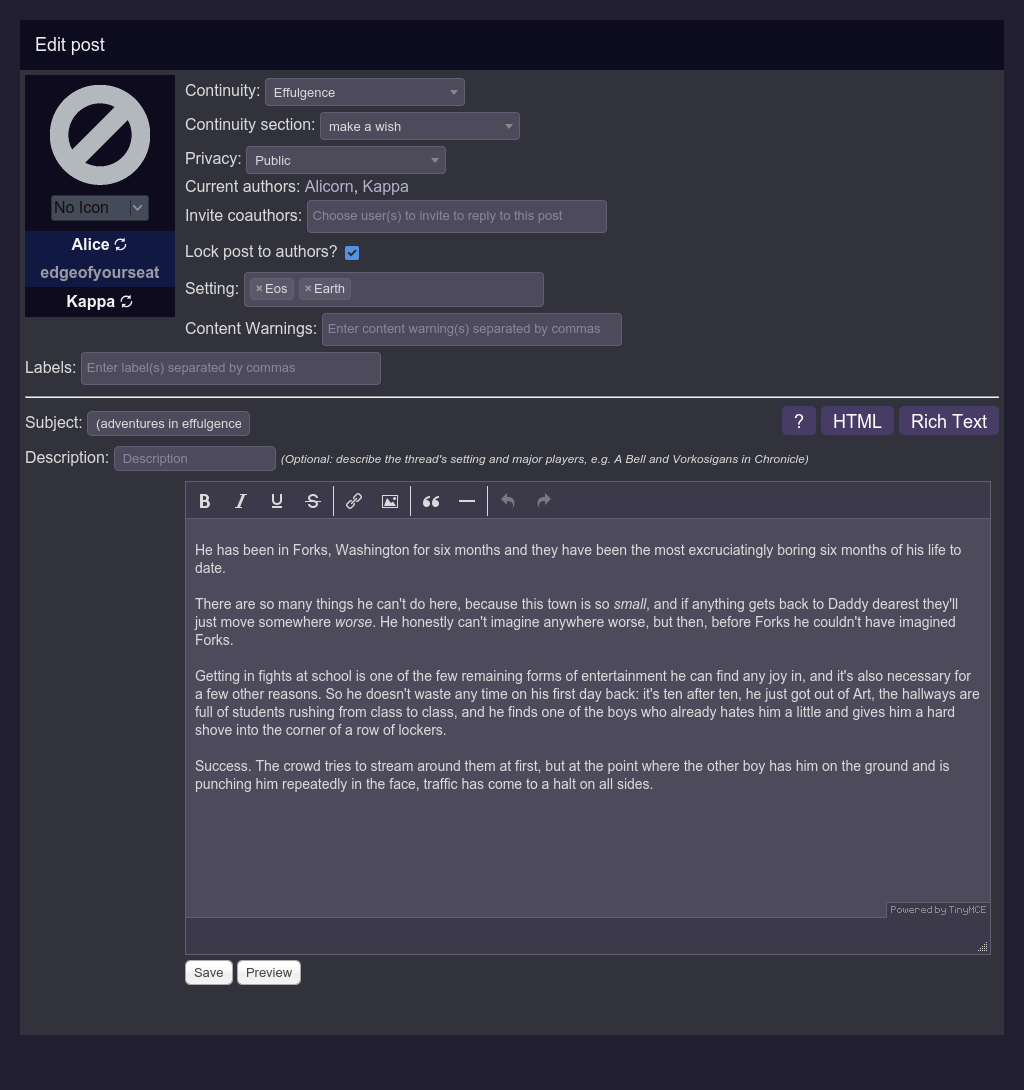 Edit post
Continuity: Effulgence
Continuity section: make a wish
Privacy: Public
Current authors: Alicorn, Kappa
No Icon
Invite coauthors: Choose user(s) to invite to reply to this post
Alice
Lock post to authors?
edgeofyourseat
Setting: ×Eos ×Earth
Kappa
Content Warnings: Enter content warning(s) separated by commas
Labels: Enter label(s) separated by commas
Subject: (adventures in effulgence
? HTML Rich Text
Description: Description (Optional: describe the thread's setting and major players, e.g. A Bell and Vorkosigans in Chronicle)
B I U S
He has been in Forks, Washington for six months and they have been the most excruciatingly boring six months of his life to
date.
There are so many things he can't do here, because this town is so small, and if anything gets back to Daddy dearest they'll
just move somewhere worse. He honestly can't imagine anywhere worse, but then, before Forks he couldn't have imagined
Forks.
Getting in fights at school is one of the few remaining forms of entertainment he can find any joy in, and it's also necessary for
a few other reasons. So he doesn't waste any time on his first day back: it's ten after ten, he just got out of Art, the hallways are
full of students rushing from class to class, and he finds one of the boys who already hates him a little and gives him a hard
shove into the corner of a row of lockers.
Success. The crowd tries to stream around them at first, but at the point where the other boy has him on the ground and is
punching him repeatedly in the face, traffic has come to a halt on all sides.
Powered by TinyMCE
Save Preview